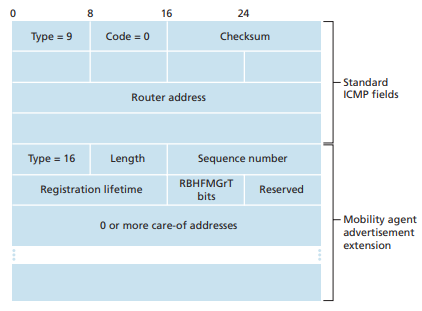 0 8 16 24
Type = 9 Code = 0 Checksum
Router address
Standard
ICMP fields
Type = 16 Length Sequence number
Registration lifetime RBHFMGrT
bits Reserved
0 or more care-of addresses
Mobility agent
advertisement
extension